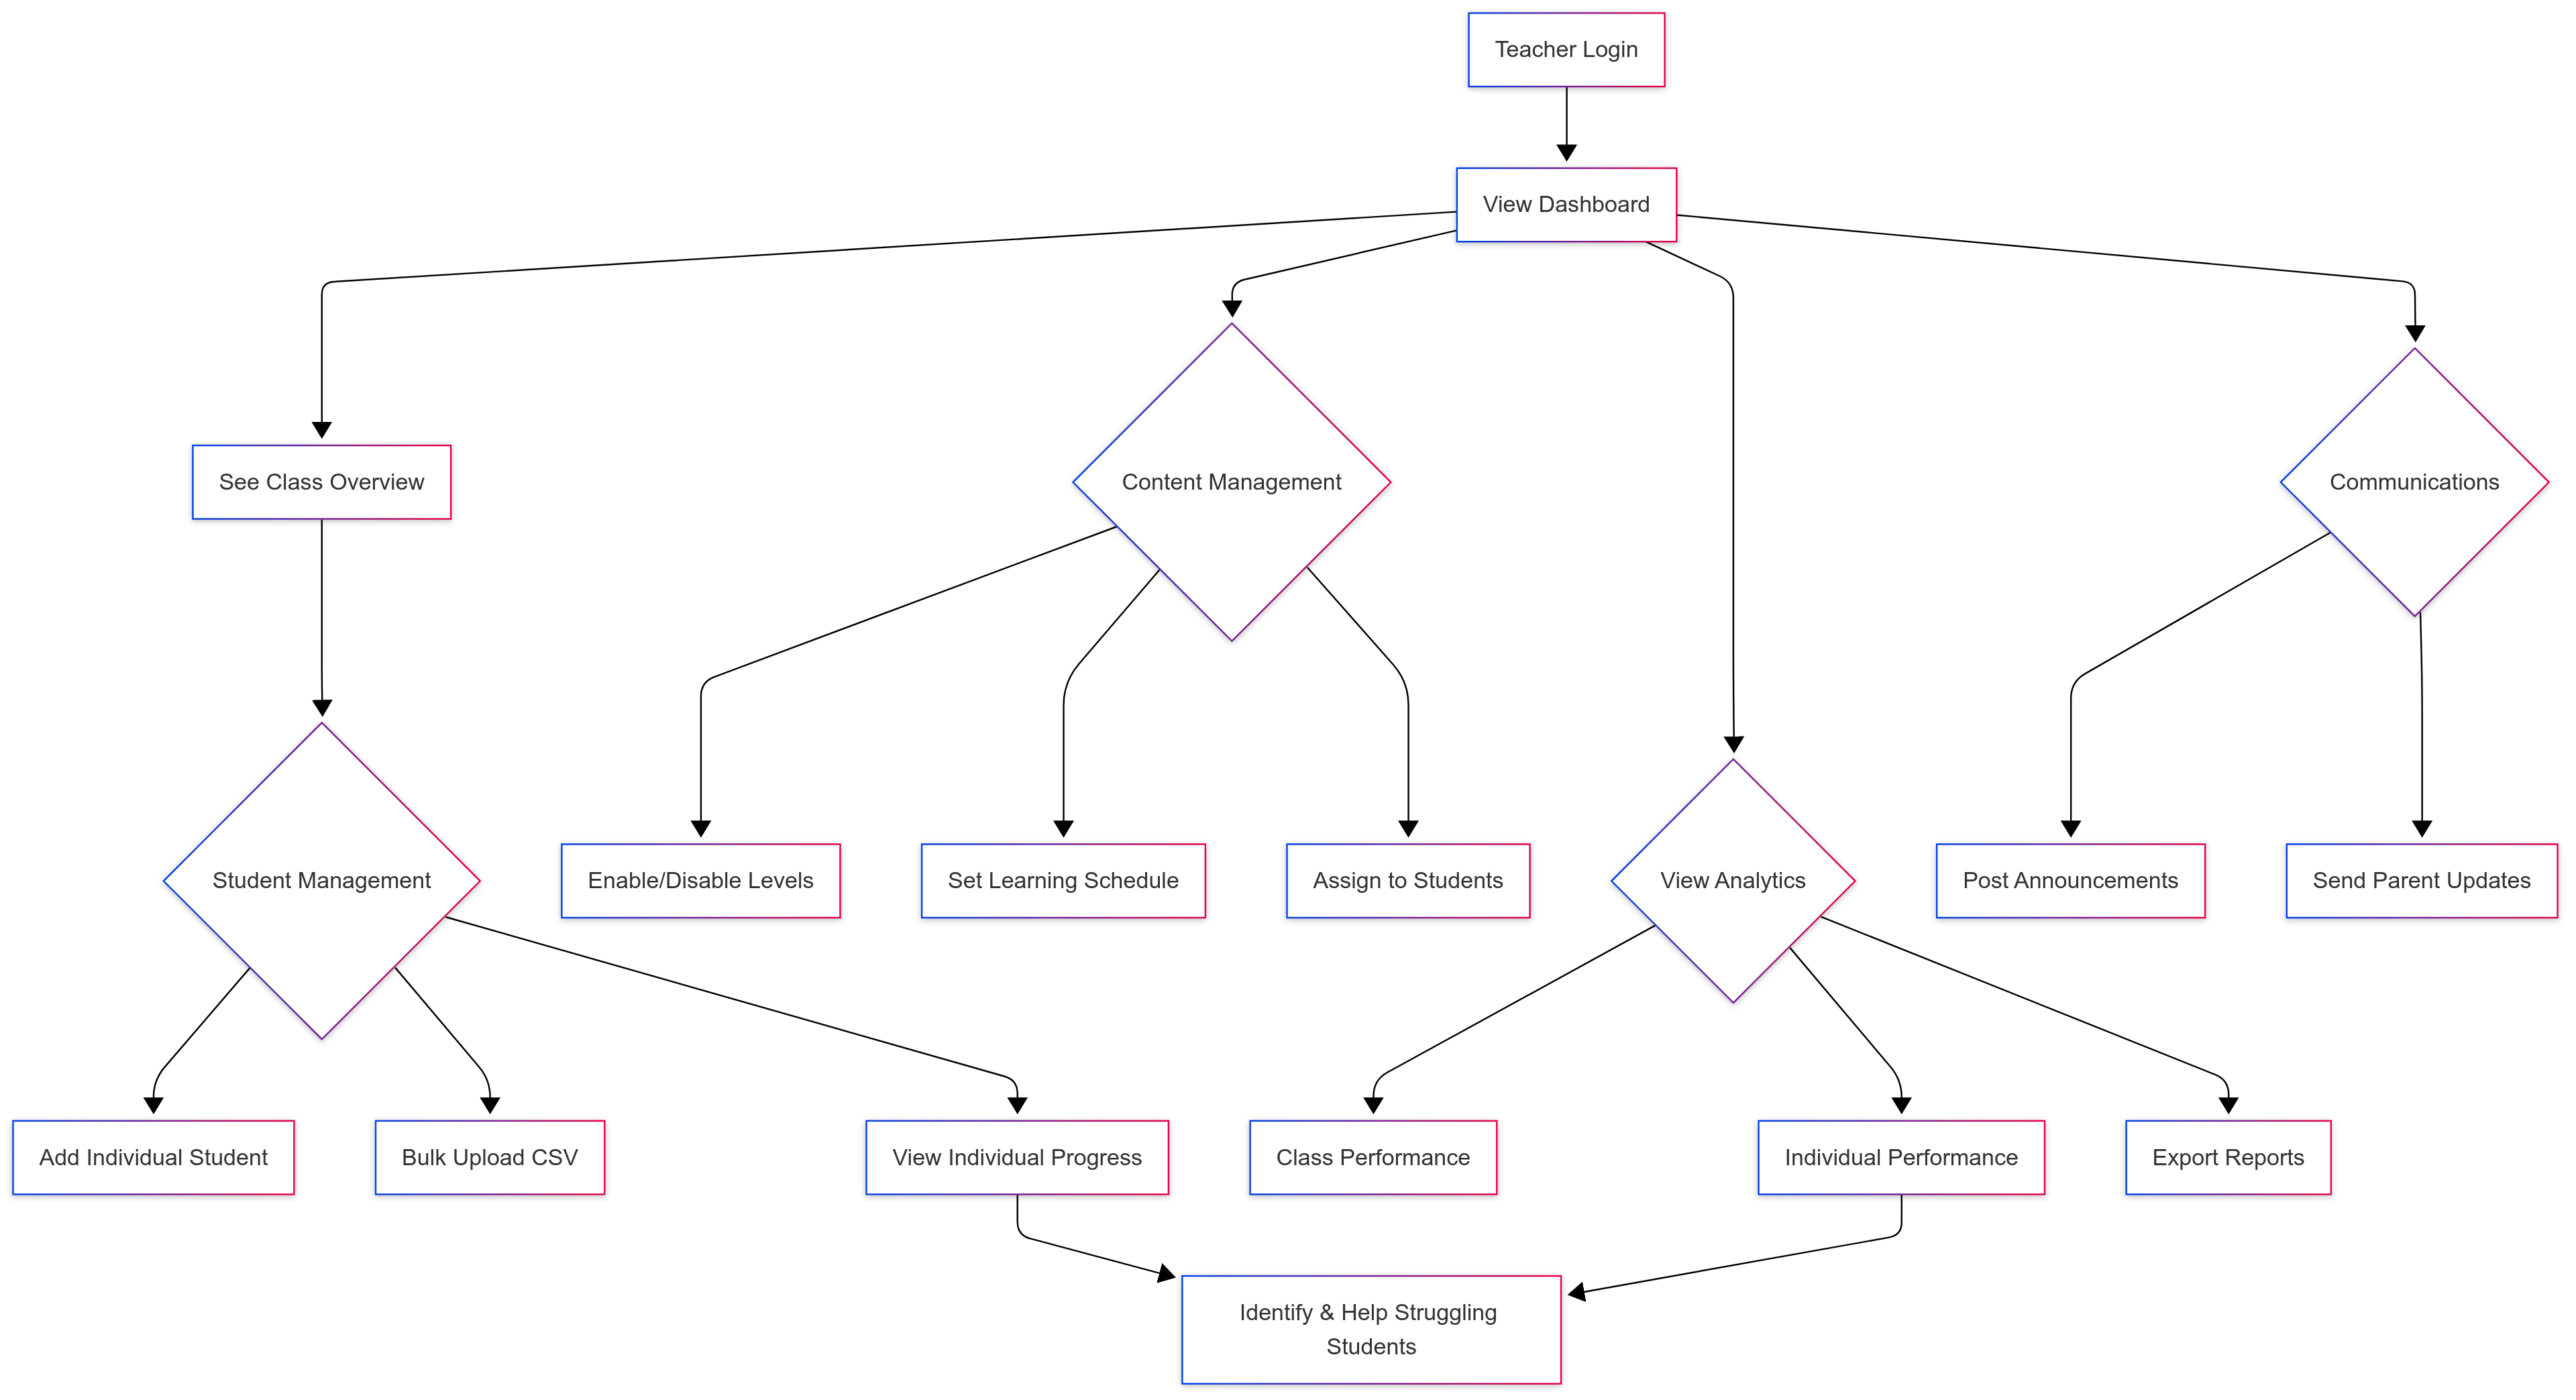 Teacher Login
View Dashboard
See Class Overview
Content Management
Communications
Student Management
Enable/Disable Levels
Set Learning Schedule
Assign to Students
View Analytics
Post Announcements
Send Parent Updates
Add Individual Student
Bulk Upload CSV
View Individual Progress
Class Performance
Individual Performance
Export Reports
Identify & Help Struggling
Students